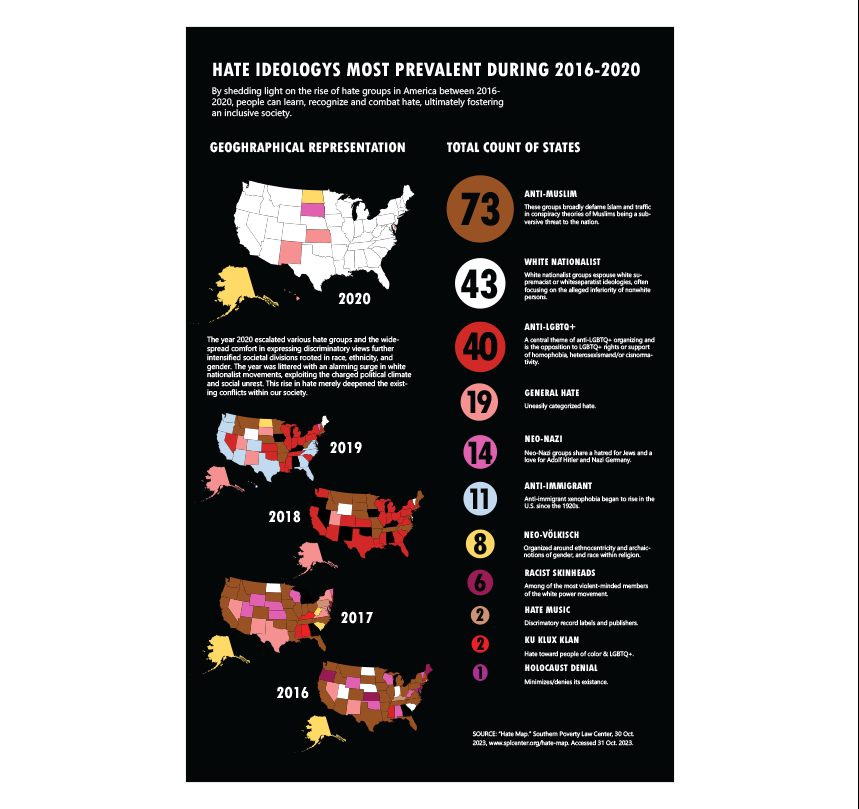 HATE IDEOLOGYS MOST PREVALENT DURING 2016-2020
By shedding light on the rise of hate groups in America between 2016-
2020, people can learn, recognize and combat hate, ultimately fostering
an inclusive society.
GEOGHRAPHICAL REPRESENTATION
2020
The year 2020 escalated various hate groups and the wide-
spread comfort in expressing discriminatory views further
intensified societal divisions rooted in race, ethnicity, and
gender. The year was littered with an alarming surge in white
nationalist movements, exploiting the charged political climate
and social unrest. This rise in hate merely deepened the exist-
ing conflicts within our society.
2019
2018
2017
2016
TOTAL COUNT OF STATES
73
ANTI-MUSLIM
These groups broadly defame Islam and traffic
in conspiracy theories of Muslims being a sub-
versive threat to the nation.
43
WHITE NATIONALIST
White nationalist groups espouse white su-
premacist or whiteseparatist ideologies, often
focusing on the alleged inferiority of nonwhite
persons.
40
ANTI-LGBTQ+
A central theme of anti-LGBTQ+ organizing and
is the opposition to LGBTQ+ rights or support
of homophobia, heterosexismand/or cisnorma-
tivity.
19
GENERAL HATE
Uneasily categorized hate.
14
NEO-NAZI
Neo-Nazi groups share a hatred for Jews and a
love for Adolf Hitler and Nazi Germany.
11
ANTI-IMMIGRANT
Anti-immigrant xenophobia began to rise in the
U.S. since the 1920s.
8
NEO-VÖLKISCH
Organized around ethnocentricity and archaic-
notions of gender, and race within religion.
6
RACIST SKINHEADS
Among of the most violent-minded members
of the white power movement.
2
HATE MUSIC
Discrimatory record labels and publishers.
2
KU KLUX KLAN
Hate toward people of color & LGBTQ+.
1
HOLOCAUST DENIAL
Minimizes/denies its existance.
SOURCE: "Hate Map." Southern Poverty Law Center, 30 Oct.
2023, www.splcenter.org/hate-map. Accessed 31 Oct. 2023.